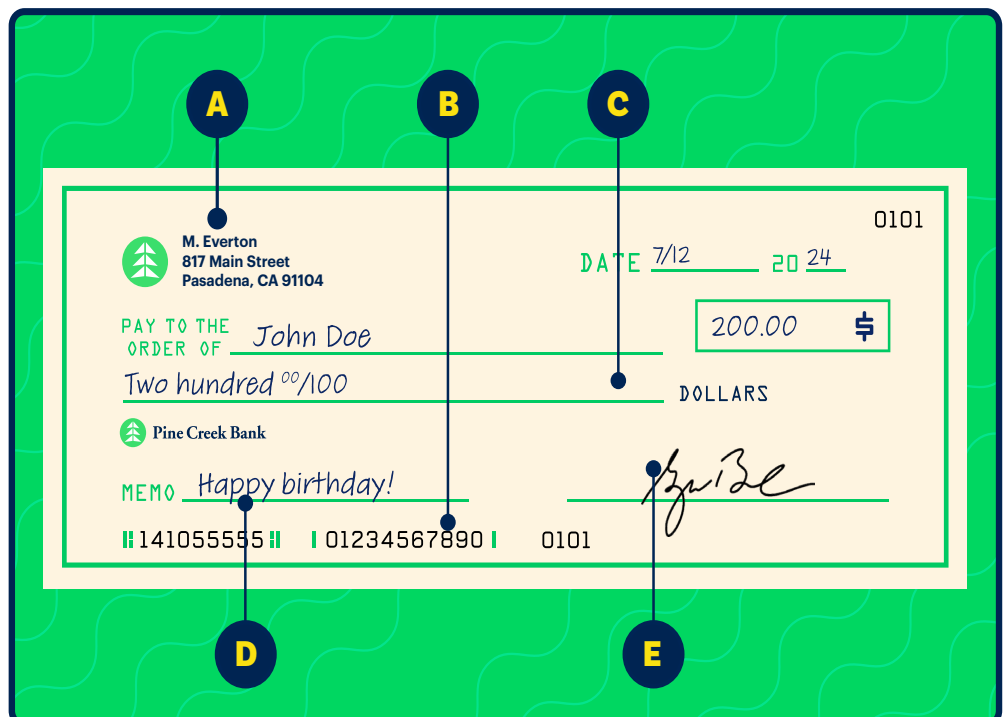 A B C
0101
M. Everton
817 Main Street
Pasadena, CA 91104
DATE 7/12 20 24
PAY TO THE
ORDER OF John Doe
200.00 $
Two hundred 00/100 DOLLARS
Pine Creek Bank
MEMO Happy birthday!
141055555 01234567890 0101
D E